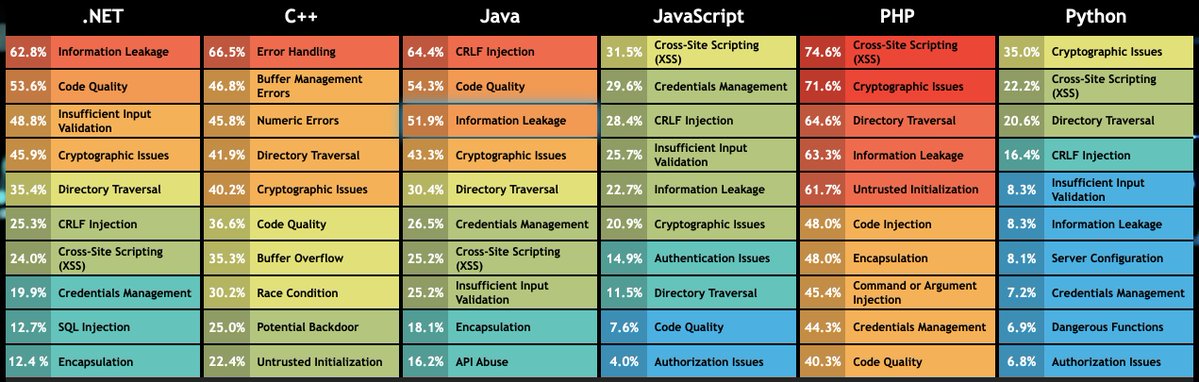 .NET C++ Java JavaScript PHP Python
62.8% Information Leakage 66.5% Error Handling 64.4% CRLF Injection 31.5% Cross-Site Scripting (XSS) 74.6% Cross-Site Scripting (XSS) 35.0% Cryptographic Issues
53.6% Code Quality 46.8% Buffer Management Errors 54.3% Code Quality 29.6% Credentials Management 71.6% Cryptographic Issues 22.2% Cross-Site Scripting (XSS)
48.8% Insufficient Input Validation 45.8% Numeric Errors 51.9% Information Leakage 28.4% CRLF Injection 64.6% Directory Traversal 20.6% Directory Traversal
45.9% Cryptographic Issues 41.9% Directory Traversal 43.3% Cryptographic Issues 25.7% Insufficient Input Validation 63.3% Information Leakage 16.4% CRLF Injection
35.4% Directory Traversal 40.2% Cryptographic Issues 30.4% Directory Traversal 22.7% Information Leakage 61.7% Untrusted Initialization 8.3% Insufficient Input Validation
25.3% CRLF Injection 36.6% Code Quality 26.5% Credentials Management 20.9% Cryptographic Issues 48.0% Code Injection 8.3% Information Leakage
24.0% Cross-Site Scripting (XSS) 35.3% Buffer Overflow 25.2% Cross-Site Scripting (XSS) 14.9% Authentication Issues 48.0% Encapsulation 8.1% Server Configuration
19.9% Credentials Management 30.2% Race Condition 25.2% Insufficient Input Validation 11.5% Directory Traversal 45.4% Command or Argument Injection 7.2% Credentials Management
12.7% SQL Injection 25.0% Potential Backdoor 18.1% Encapsulation 7.6% Code Quality 44.3% Credentials Management 6.9% Dangerous Functions
12.4 % Encapsulation 22.4% Untrusted Initialization 16.2% API Abuse 4.0% Authorization Issues 40.3% Code Quality 6.8% Authorization Issues